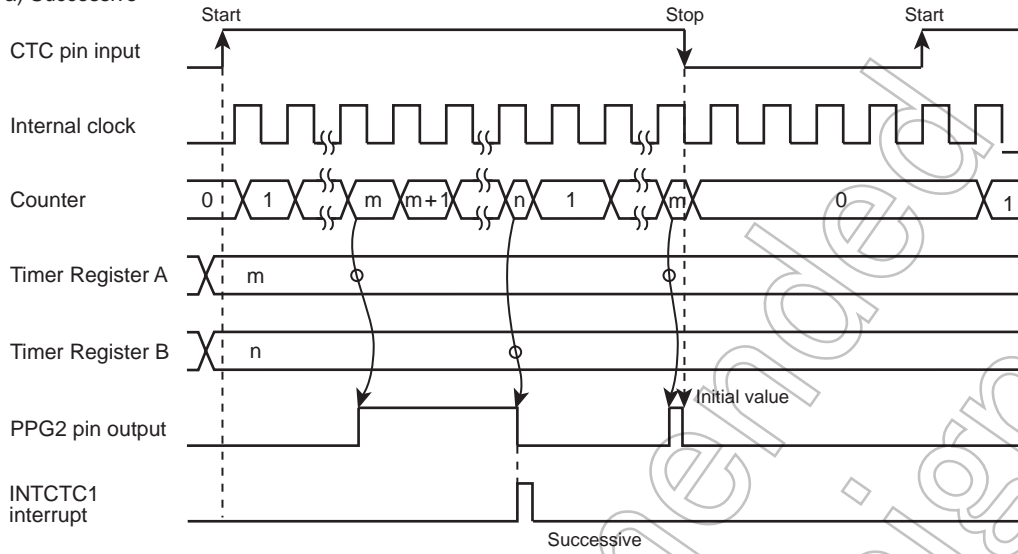 a) Successive
Start Stop Start
CTC pin input
Internal clock
Counter 0 1 m m+1 n 1 m 0 1
Timer Register A m
Timer Register B n
Initial value
PPG2 pin output
INTCTC1
interrupt
Successive